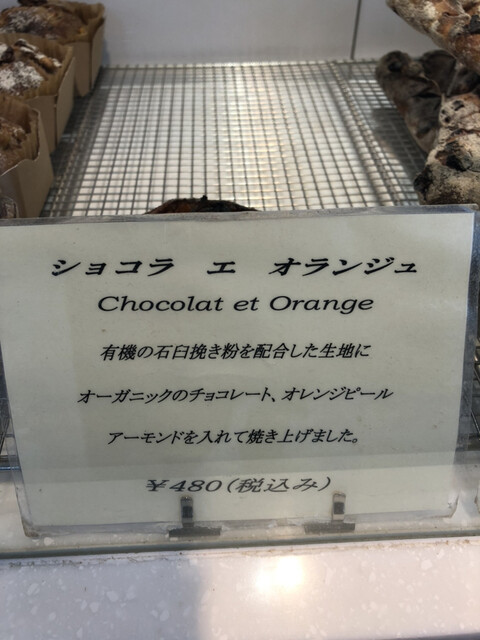 ショコラ　エ　オランジュ
Chocolat et Orange
有機の石臼挽き粉を配合した生地に
オーガニックのチョコレート、オレンジピール
アーモンドを入れて焼き上げました。
￥480(税込み)